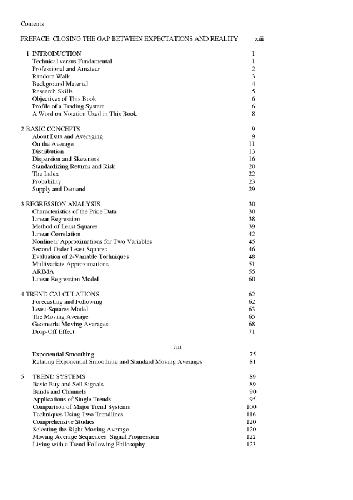 Contents
PREFACE: CLOSING THE GAP BETWEEN EXPECTATIONS AND REALITY xiii
1 INTRODUCTION 1
Technical versus Fundamental 1
Professional and Amateur 2
Random Walk 3
Background Material 4
Research Skills 5
Objectives of This Book 6
Profile of a Trading System 6
A Word on Notation Used in This Book 8
2 BASIC CONCEPTS 9
About Data and Averaging 9
On the Average 11
Distribution 13
Dispersion and Skewness 16
Standardizing Returns and Risk 20
The Index 22
Probability 23
Supply and Demand 29
3 REGRESSION ANALYSIS 38
Characteristics of the Price Data 38
Linear Regression 38
Method of Least Squares 39
Linear Correlation 42
Nonlinear Approximations for Two Variables 45
Second-Order Least Squares 46
Evaluation of 2-Variable Techniques 48
Multivariate Approximations 51
ARIMA 55
Linear Regression Model 60
4 TREND CALCULATIONS 62
Forecasting and Following 62
Least-Squares Model 63
The Moving Average 65
Geometric Moving Averages 68
Drop-Off Effect 71
Exponential Smoothing 75
Relating Exponential Smoothing and Standard Moving Averages 81
5 TREND SYSTEMS 89
Basic Buy and Sell Signals 89
Bands and Channels 90
Applications of Single Trends 95
Comparison of Major Trend Systems 100
Techniques Using Two Trendlines 116
Comprehensive Studies 120
Selecting the Right Moving Average 120
Moving Average Sequences: Signal Progression 122
Living with a Trend-Following Philosophy 123